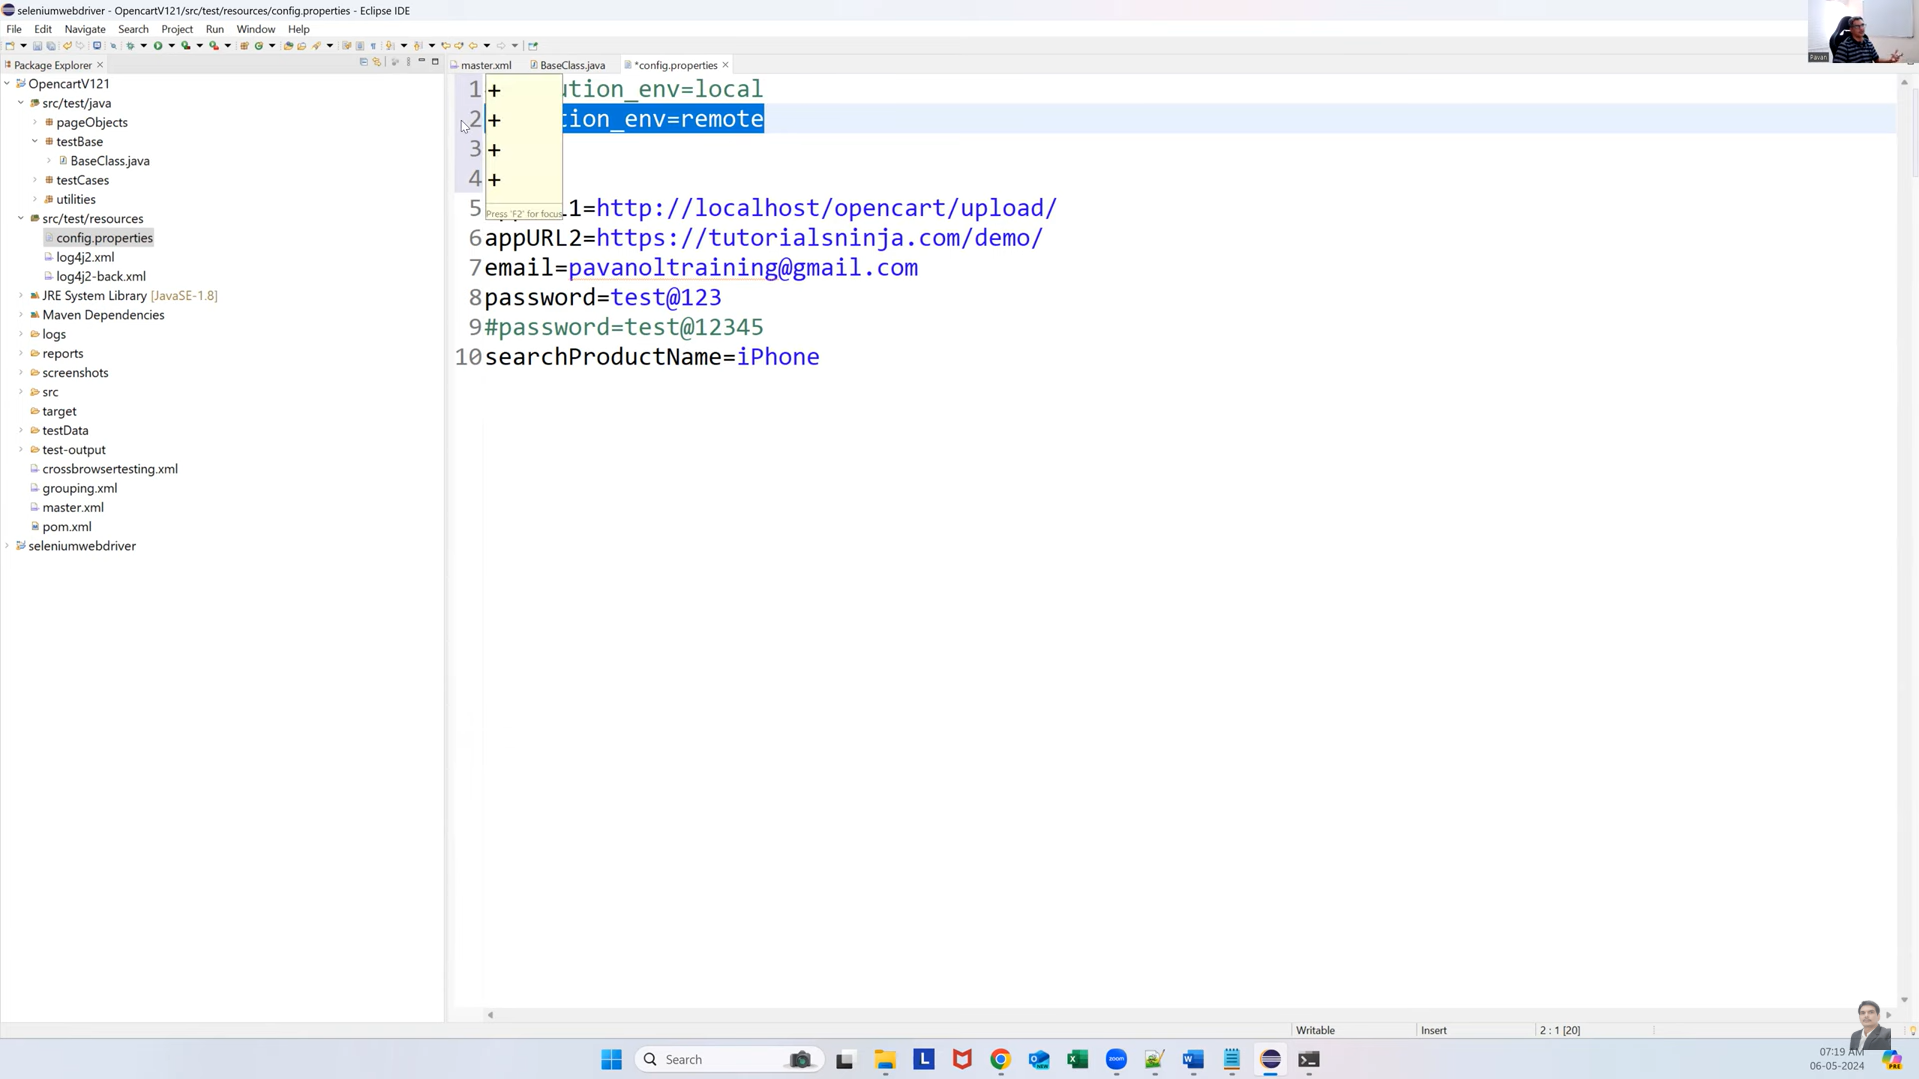 seleniumwebdriver - OpencartV121/src/test/resources/config.properties - Eclipse IDE
File Edit Navigate Search Project Run Window Help
Package Explorer
master.xml BaseClass.java *config.properties
OpencartV121
src/test/java
pageObjects
testBase
BaseClass.java
testCases
utilities
src/test/resources
config.properties
log4j2.xml
log4j2-back.xml
JRE System Library [JavaSE-1.8]
Maven Dependencies
logs
reports
screenshots
src
target
testData
test-output
crossbrowsertesting.xml
grouping.xml
master.xml
pom.xml
seleniumwebdriver
1 + ution_env=local
2 + tion_env=remote
3 +
4 +
Press 'F2' for focus
5 1=http://localhost/opencart/upload/
6 appURL2=https://tutorialsninja.com/demo/
7 email=pavanoltraining@gmail.com
8 password=test@123
9 #password=test@12345
10 searchProductName=iPhone
Pavan
Writable Insert 2 : 1 [20]
Search
07:19 AM
06-05-2024